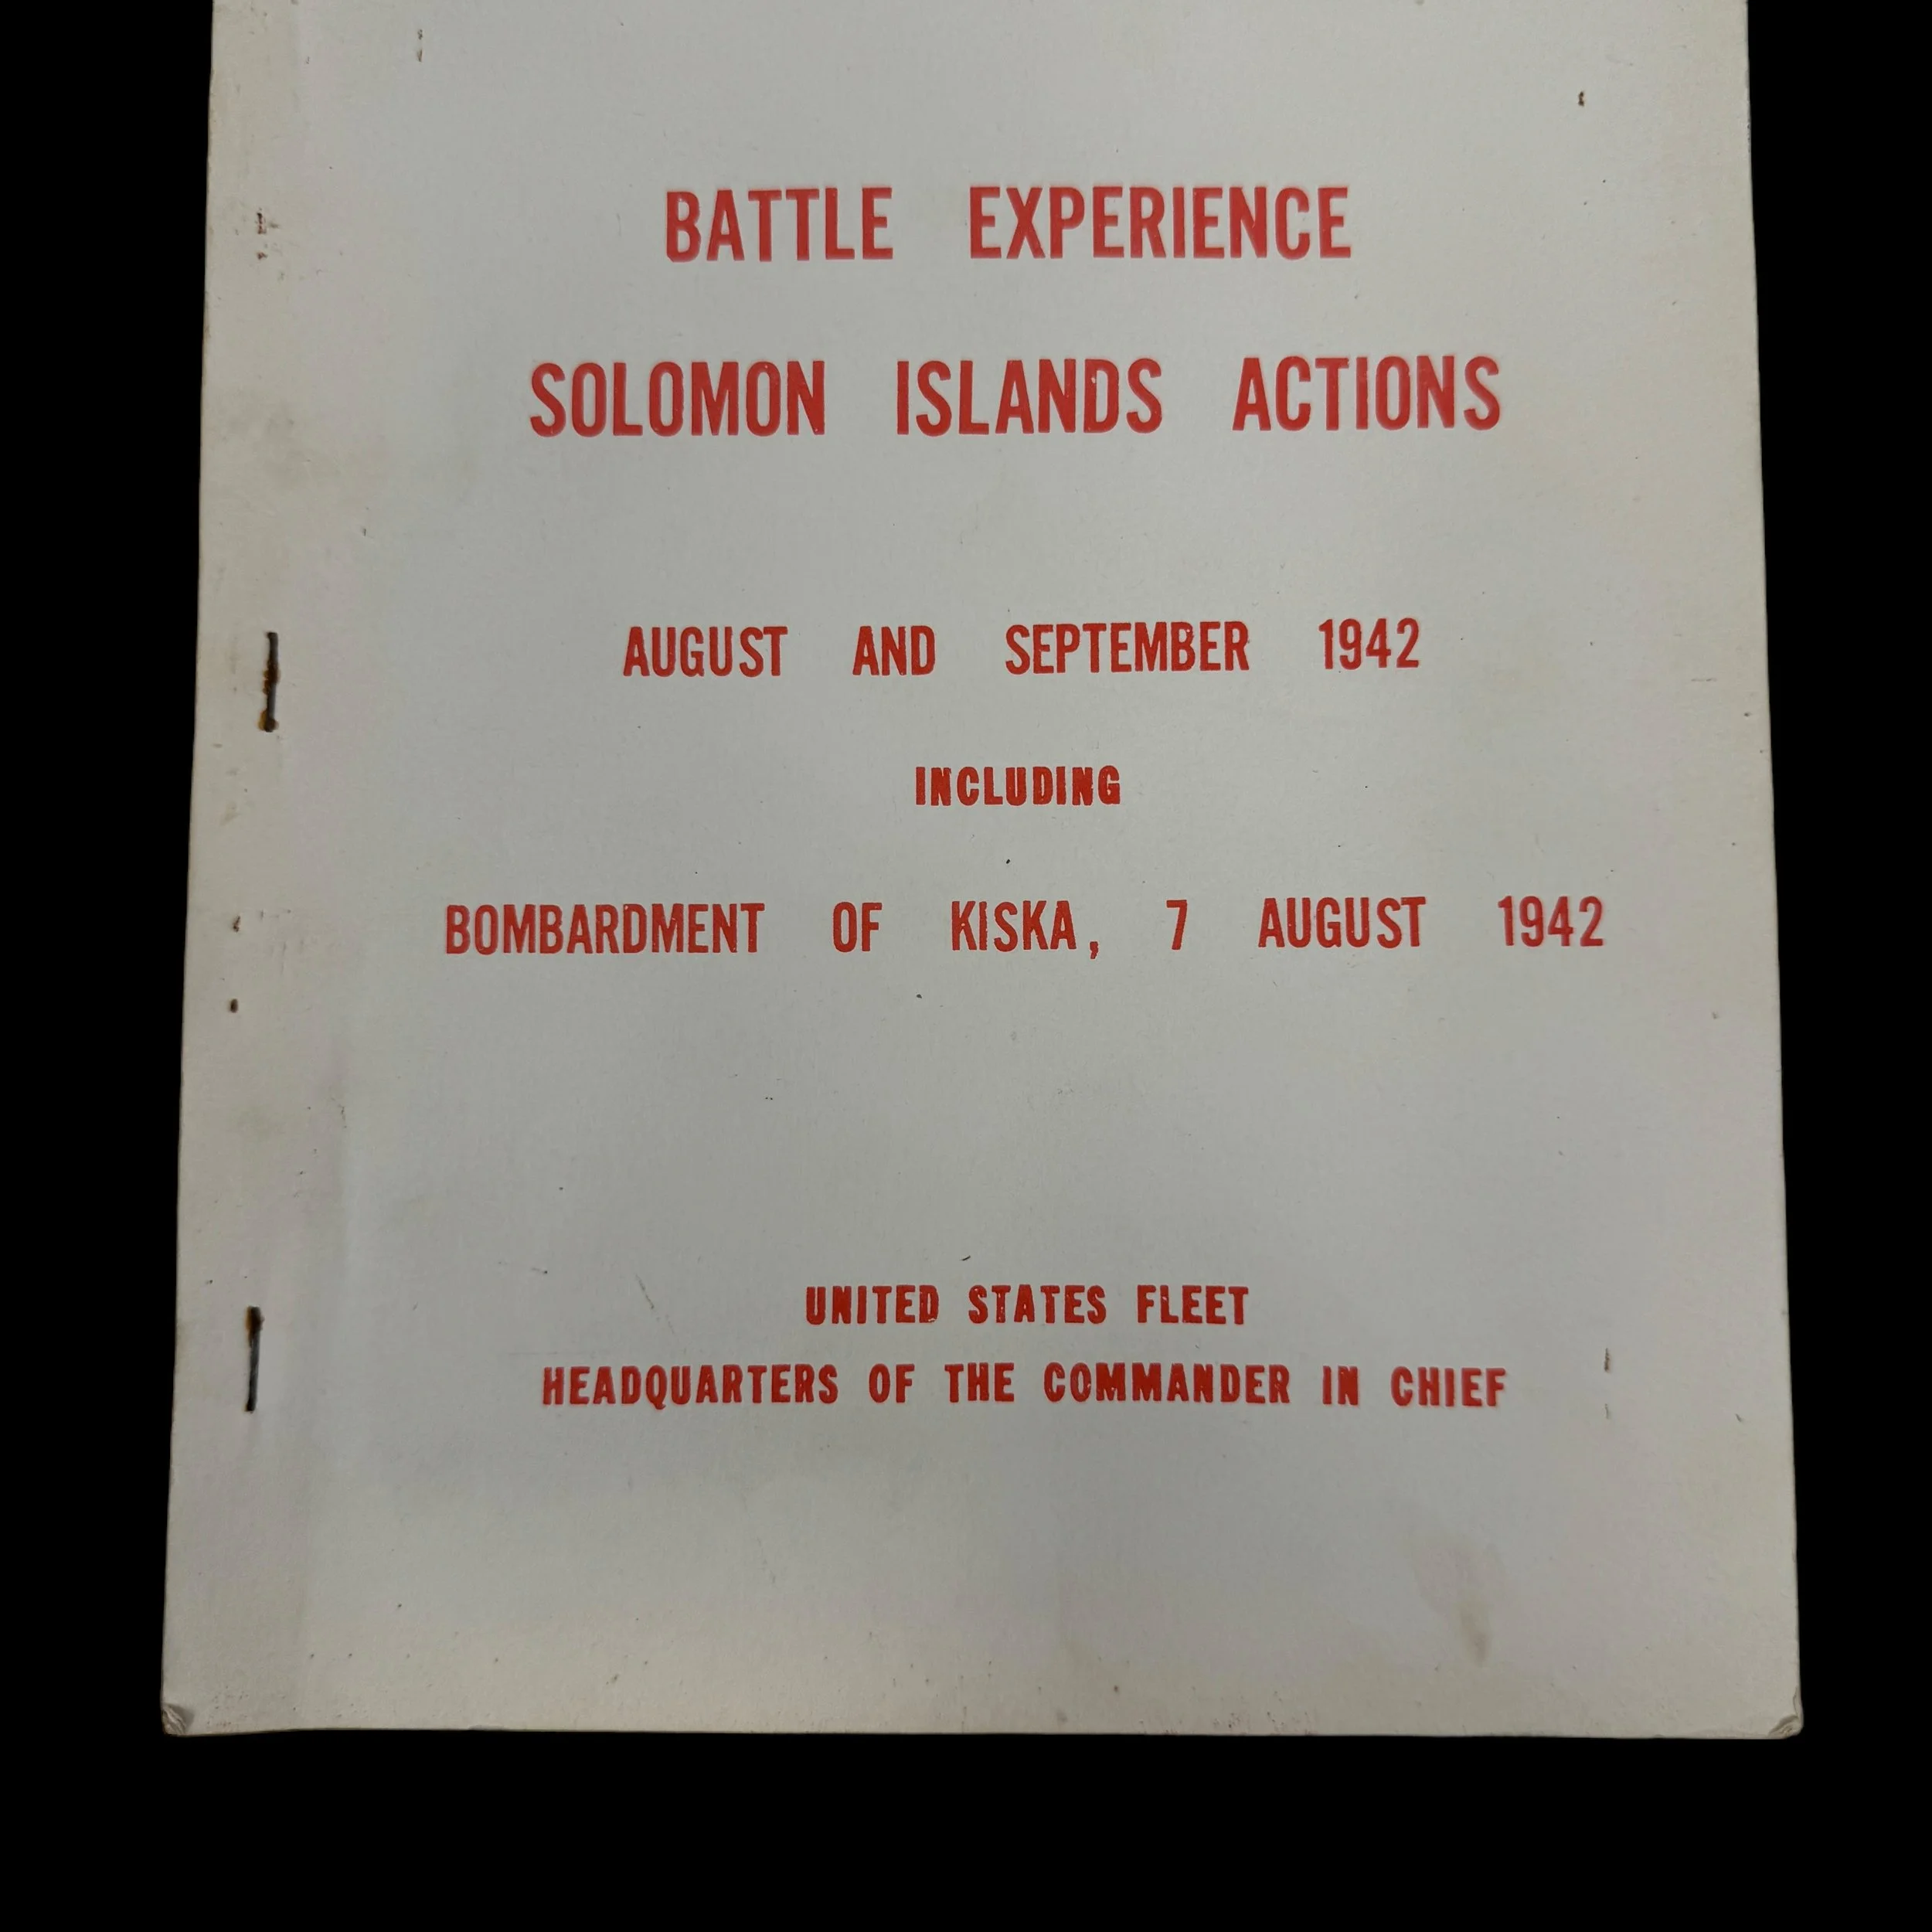 BATTLE EXPERIENCE
SOLOMON ISLANDS ACTIONS
AUGUST AND SEPTEMBER 1942
INCLUDING
BOMBARDMENT OF KISKA, 7 AUGUST 1942
UNITED STATES FLEET
HEADQUARTERS OF THE COMMANDER IN CHIEF